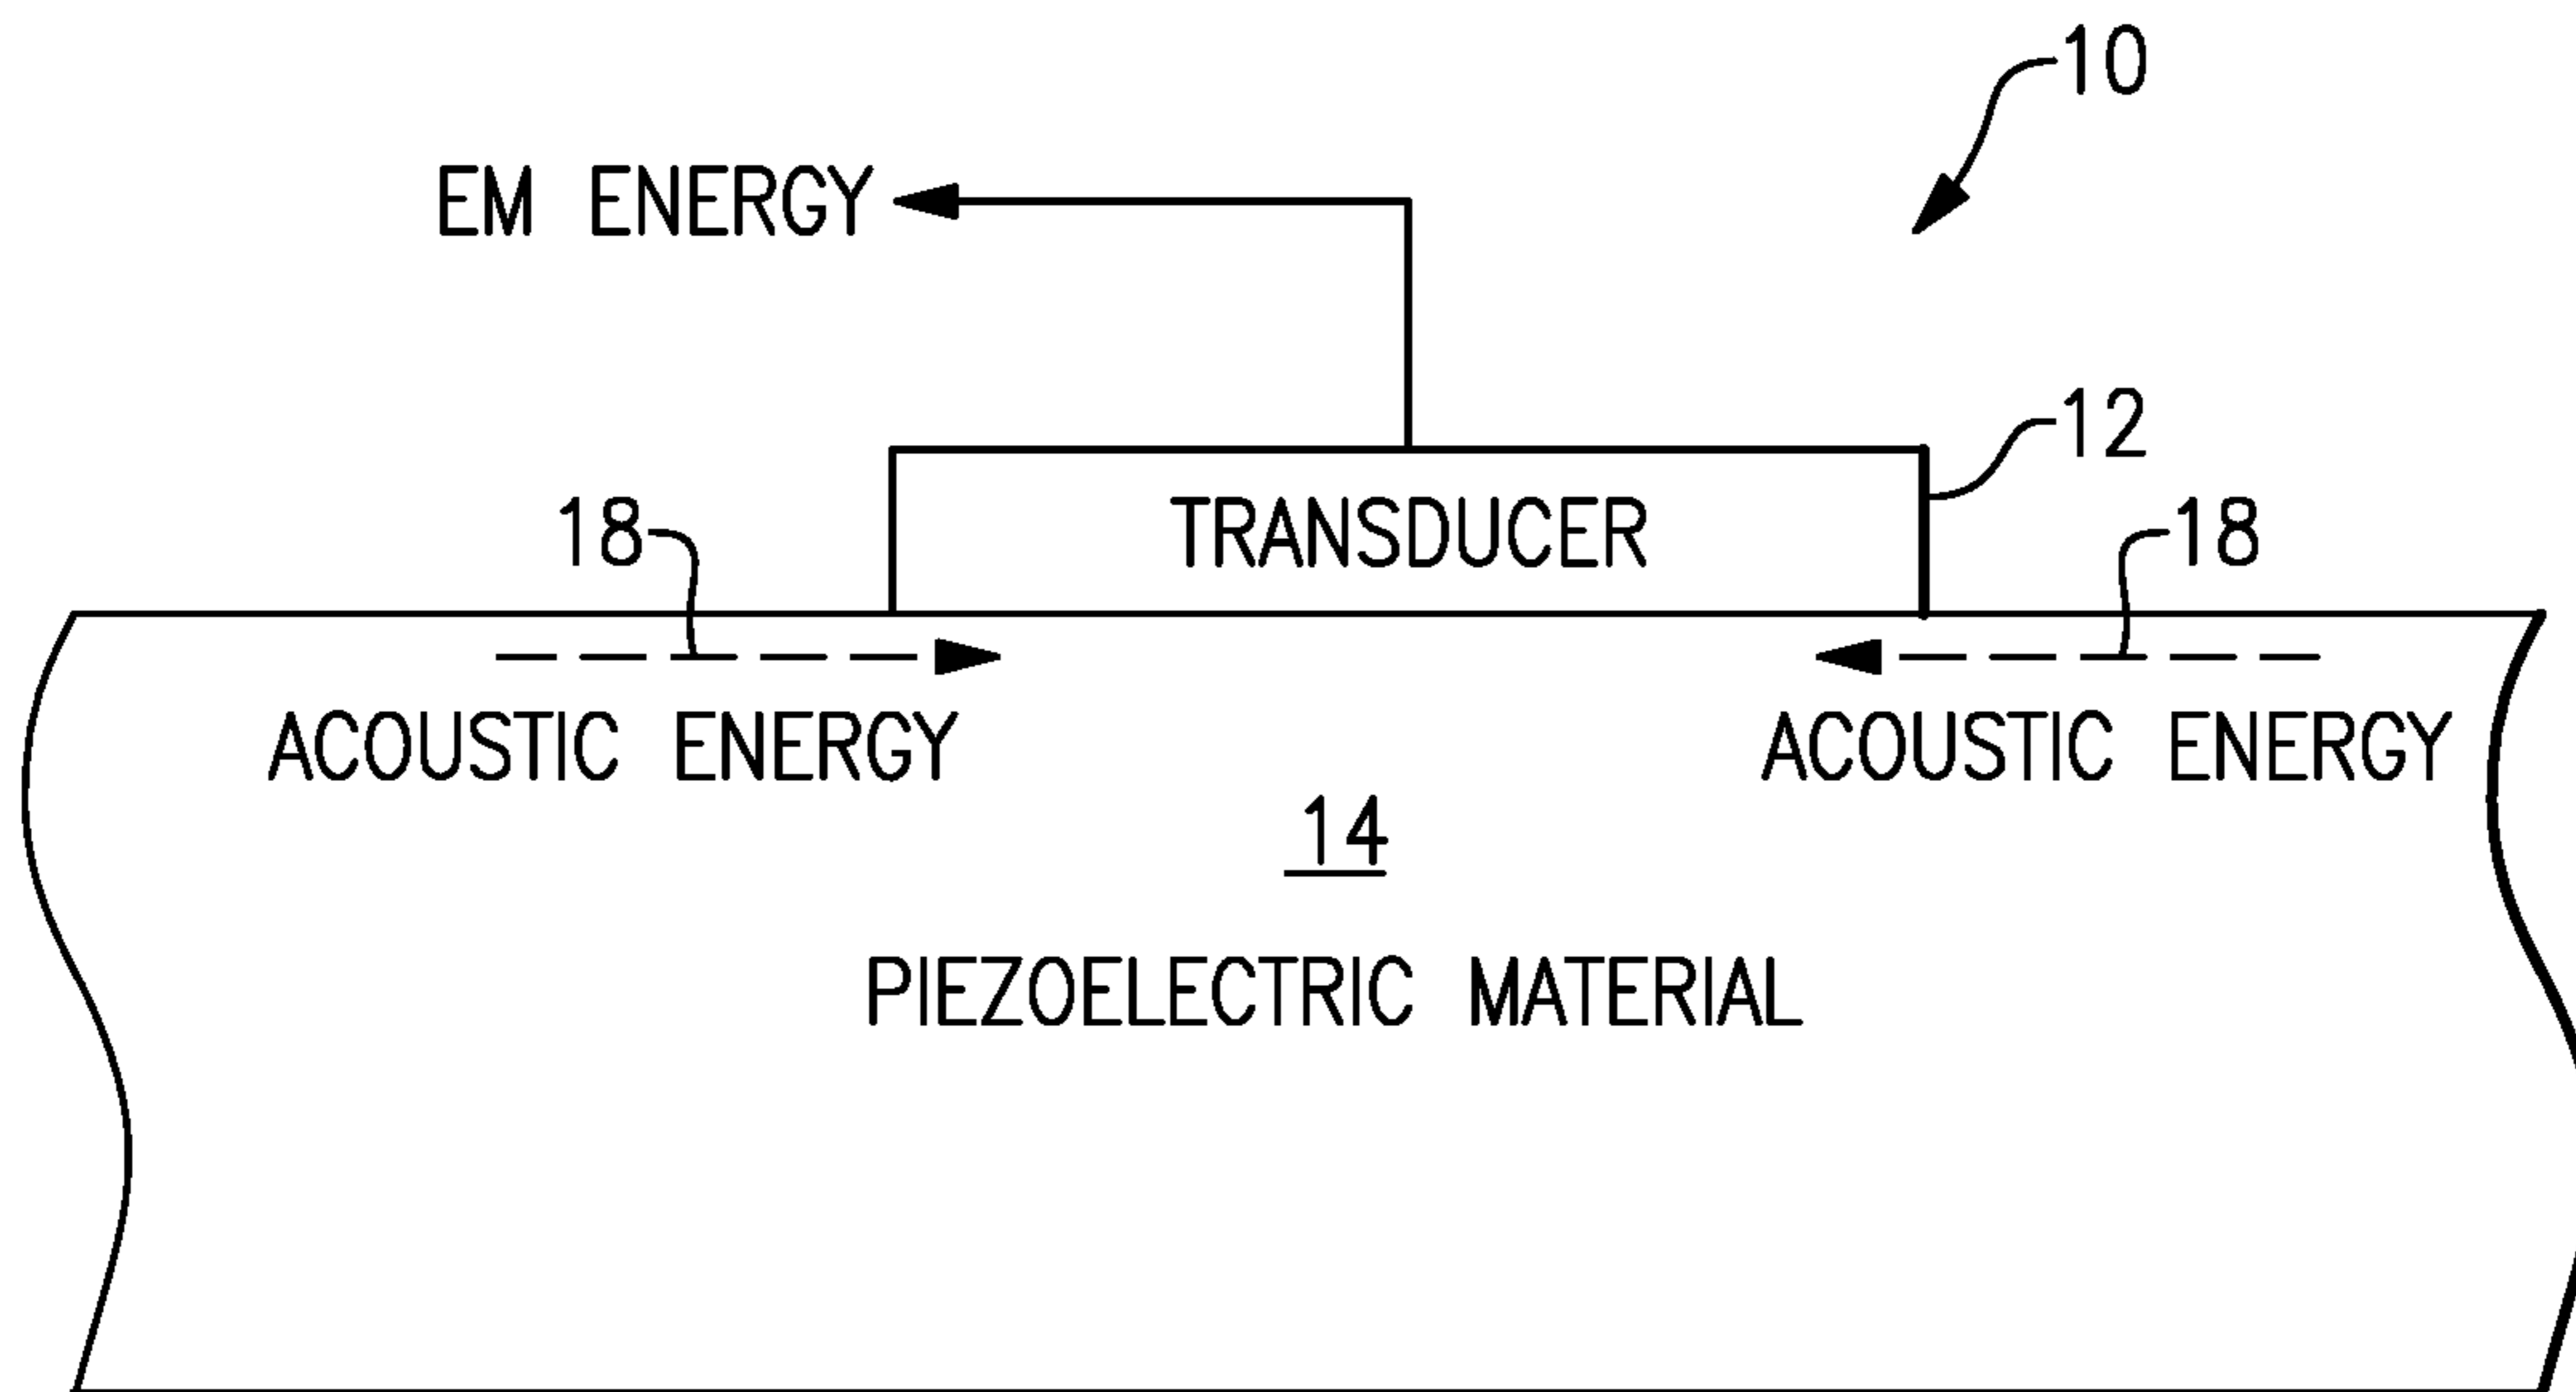 10
EM ENERGY
12
18
TRANSDUCER
18
ACOUSTIC ENERGY
ACOUSTIC ENERGY
14
PIEZOELECTRIC MATERIAL